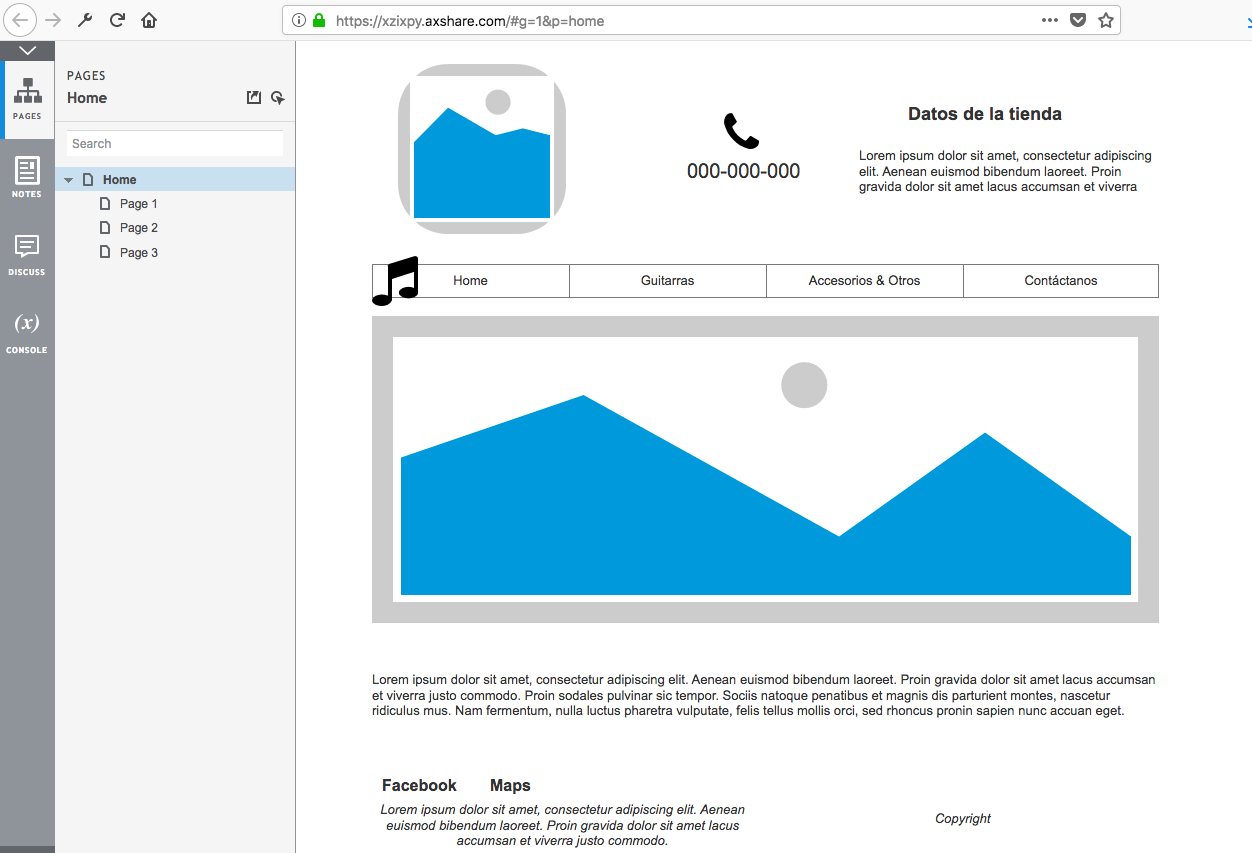 https://xzixpy.axshare.com/#g=1&p=home
PAGES
NOTES
DISCUSS
(x)
CONSOLE
PAGES
Home
Search
Home
Page 1
Page 2
Page 3
000-000-000
Datos de la tienda
Lorem ipsum dolor sit amet, consectetur adipiscing
elit. Aenean euismod bibendum laoreet. Proin
gravida dolor sit amet lacus accumsan et viverra
Home
Guitarras
Accesorios & Otros
Contáctanos
Lorem ipsum dolor sit amet, consectetur adipiscing elit. Aenean euismod bibendum laoreet. Proin gravida dolor sit amet lacus accumsan
et viverra justo commodo. Proin sodales pulvinar sic tempor. Sociis natoque penatibus et magnis dis parturient montes, nascetur
ridiculus mus. Nam fermentum, nulla luctus pharetra vulputate, felis tellus mollis orci, sed rhoncus pronin sapien nunc accuan eget.
Facebook
Maps
Lorem ipsum dolor sit amet, consectetur adipiscing elit. Aenean
euismod bibendum laoreet. Proin gravida dolor sit amet lacus
accumsan et viverra justo commodo.
Copyright